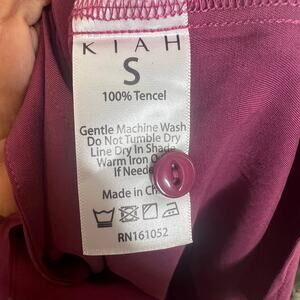 KIAH
S
100% Tencel
Gentle Machine Wash
Do Not Tumble Dry
Line Dry In Shade
Warm Iron
If
Made in
RN161052